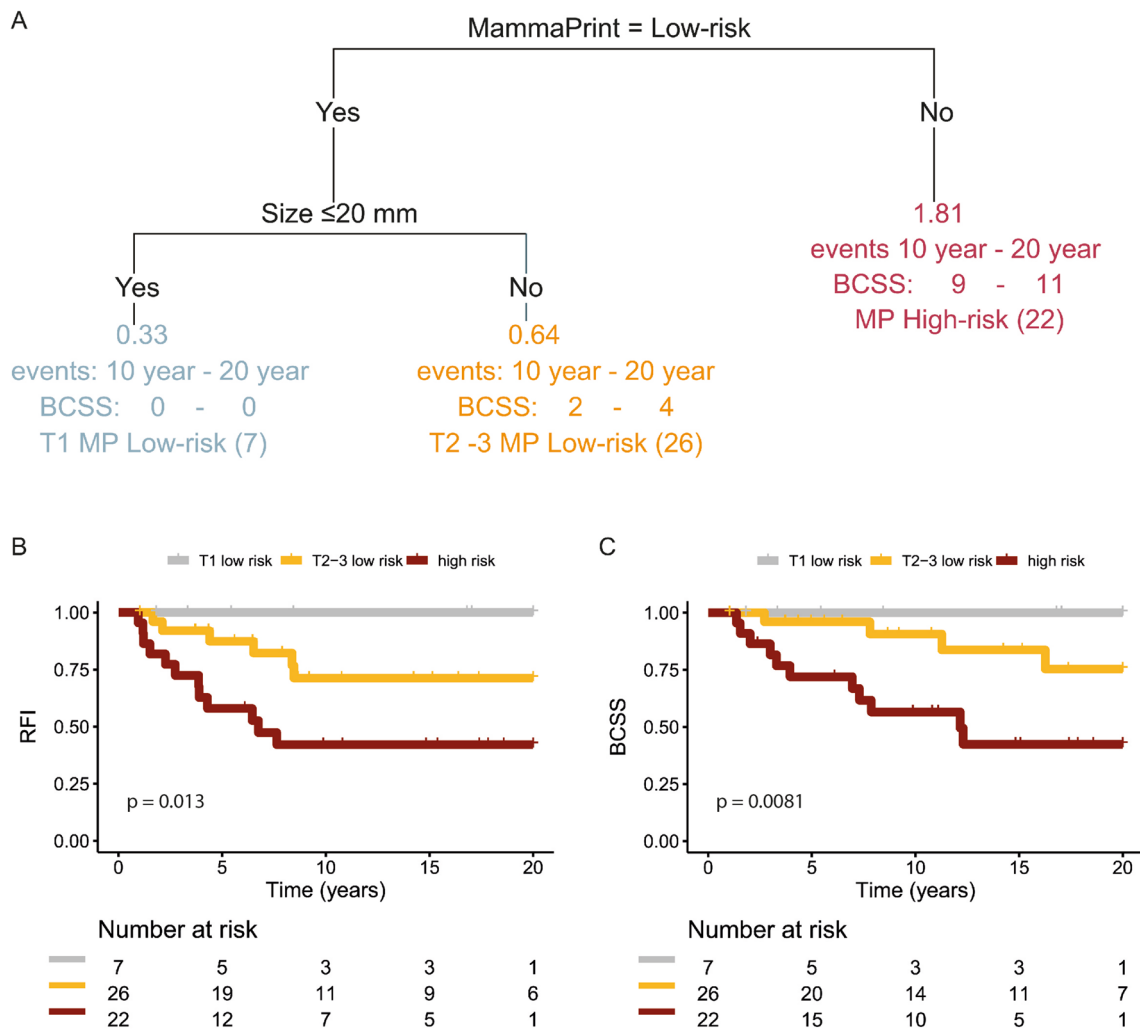 A
MammaPrint = Low-risk
Yes
No
Size ≤20 mm
1.81
events 10 year - 20 year
BCSS: 9 - 11
MP High-risk (22)
Yes
No
0.33
events: 10 year - 20 year
BCSS: 0 - 0
T1 MP Low-risk (7)
0.64
events: 10 year - 20 year
BCSS: 2 - 4
T2 -3 MP Low-risk (26)
B
T1 low risk T2−3 low risk high risk
1.00
0.75
0.50
0.25
0.00
RFI
p = 0.013
0 5 10 15 20
Time (years)
Number at risk
7 5 3 3 1
26 19 11 9 6
22 12 7 5 1
C
T1 low risk T2−3 low risk high risk
1.00
0.75
0.50
0.25
0.00
BCSS
p = 0.0081
0 5 10 15 20
Time (years)
Number at risk
7 5 3 3 1
26 20 14 11 7
22 15 10 5 1